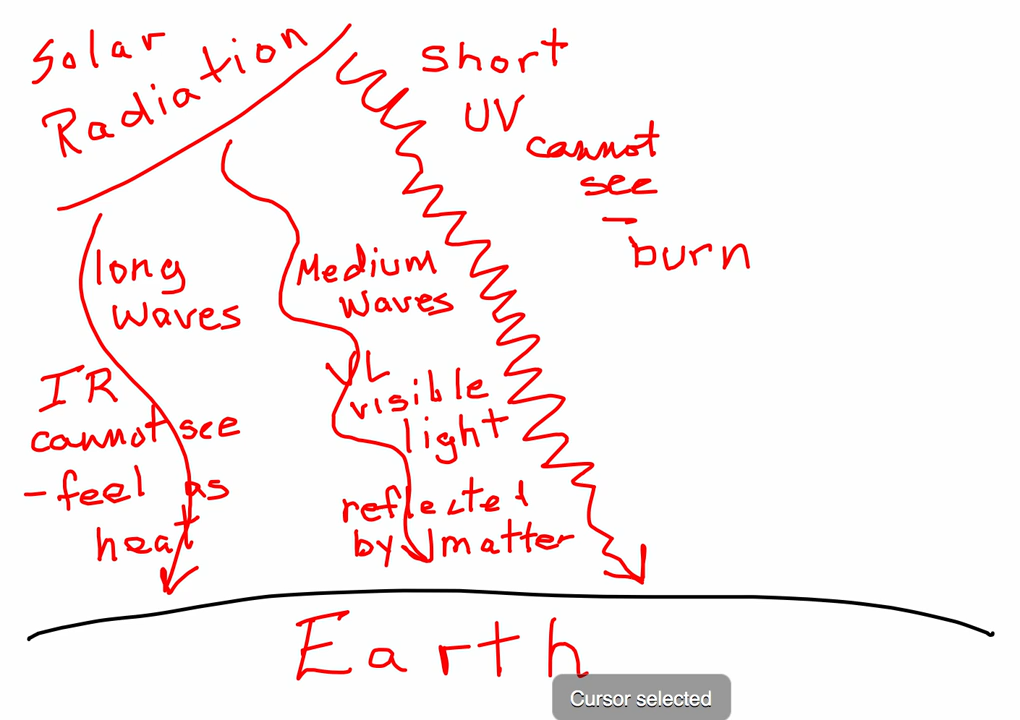 Solar
Radiation
short
UV
cannot
see
—
burn
long
waves
Medium
waves
IR
cannot see
- feel as
heat
VL
visible
light
reflected
by matter
Earth
Cursor selected